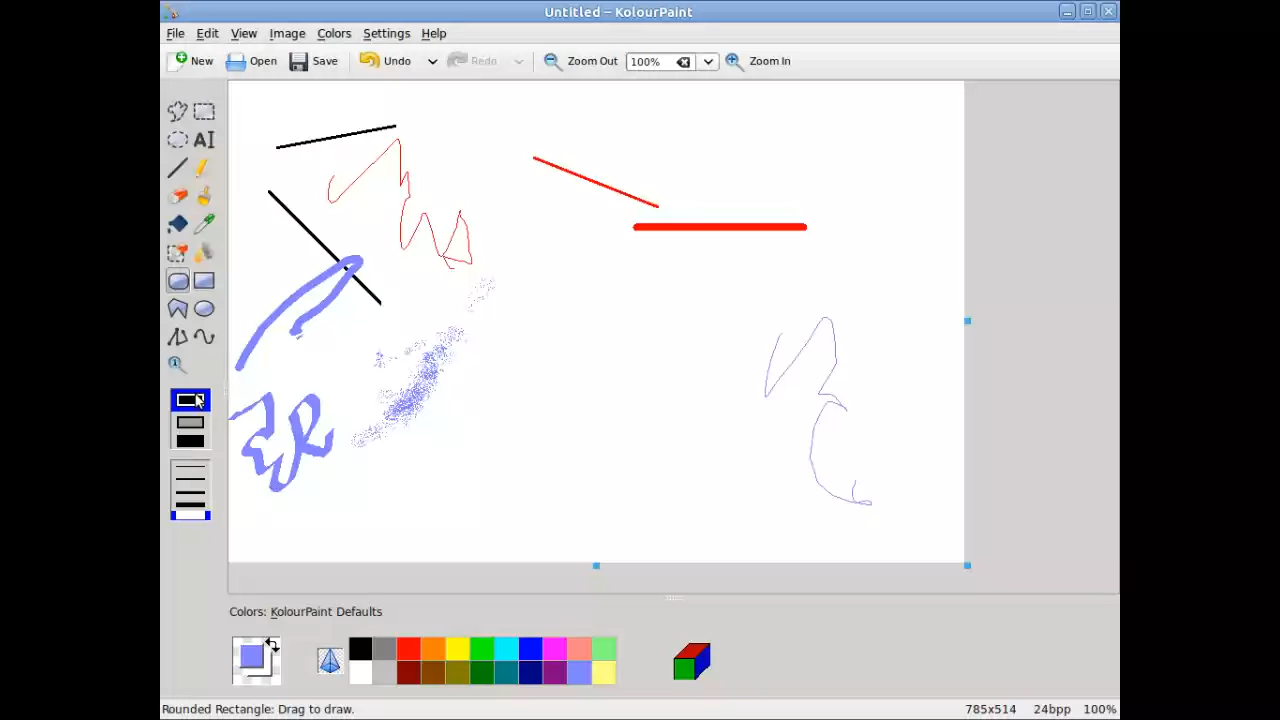 Untitled – KolourPaint
File Edit View Image Colors Settings Help
New Open Save Undo Redo Zoom Out 100% Zoom In
AI
Colors: KolourPaint Defaults
Rounded Rectangle: Drag to draw. 785x514 24bpp 100%